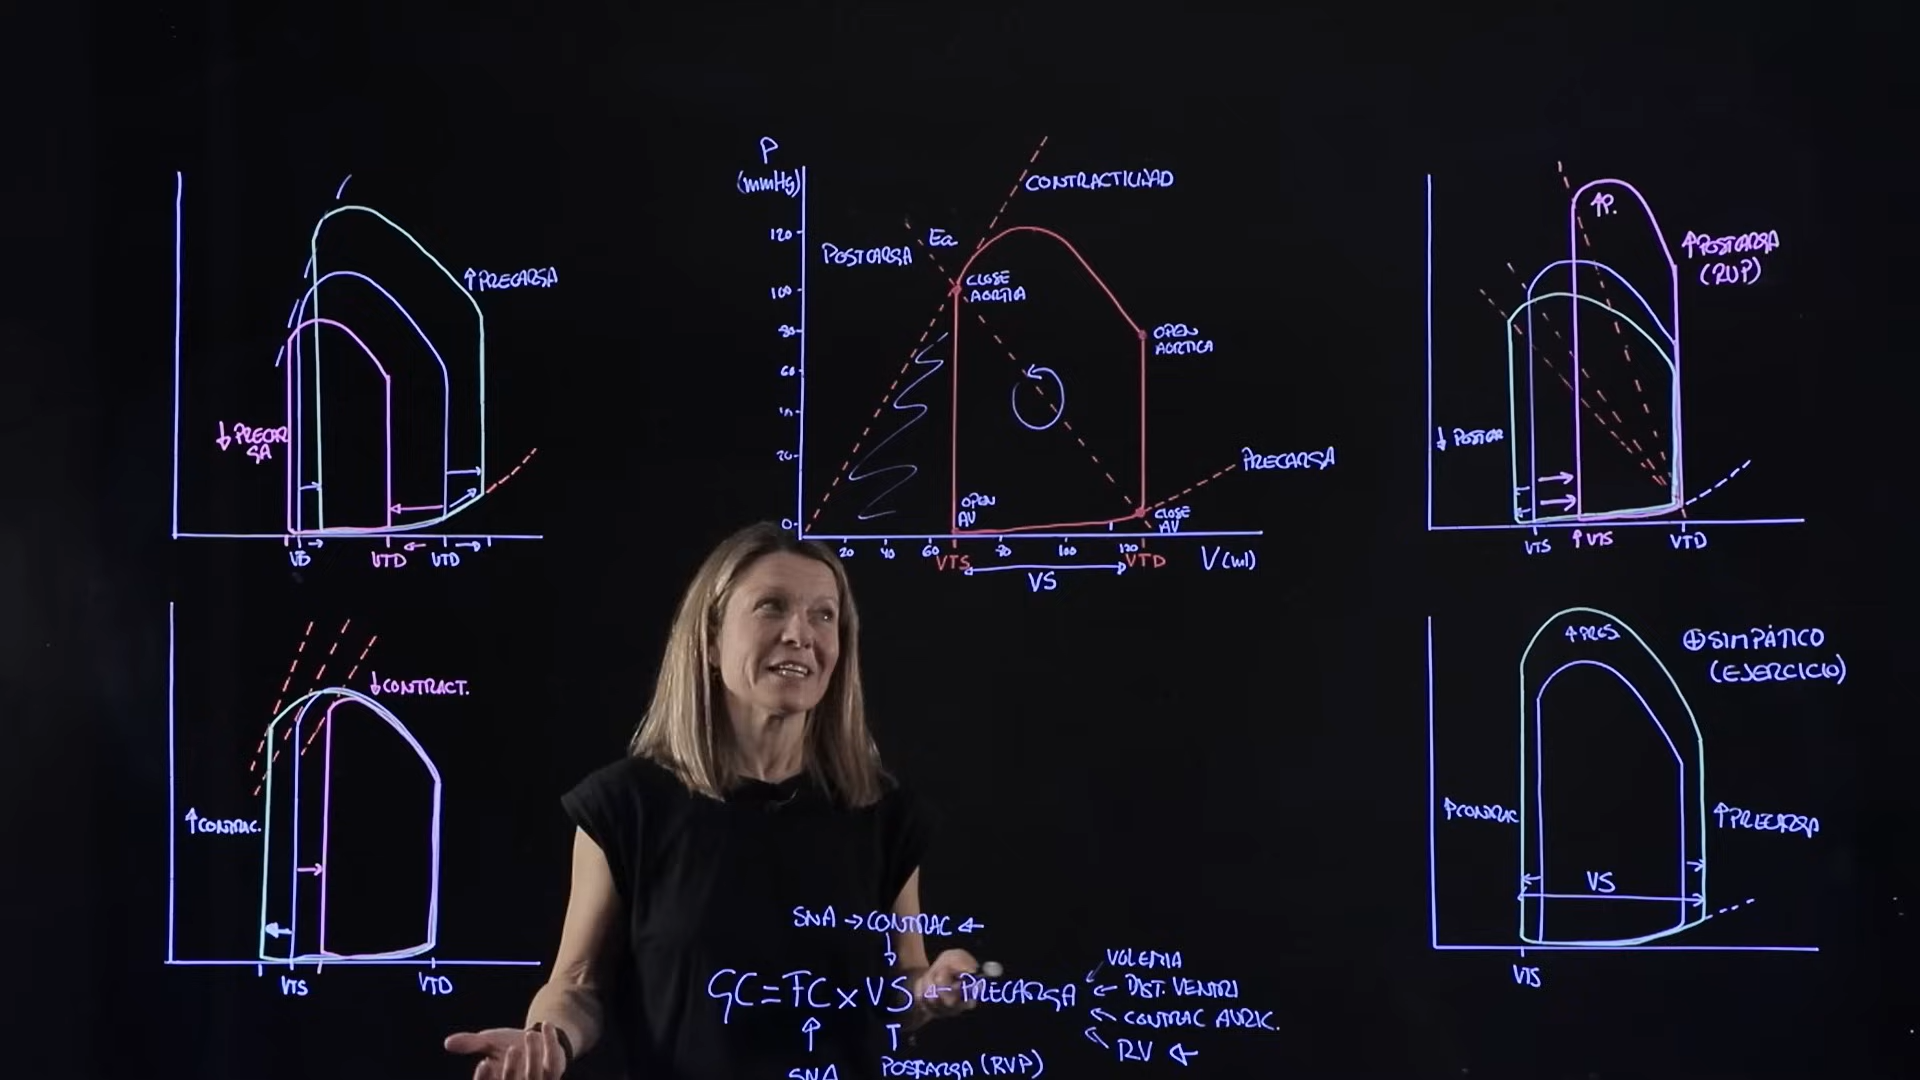 ↑PRECARGA
↓PRECAR
GA
VTD
VTD
P
(mmHg)
120
100
80
60
40
20
0
CONTRACTILIDAD
POSTCARGA
Ea
CLOSE
AORTICA
OPEN
AORTICA
PRECARGA
OPEN
AV
CLOSE
AV
20 40 60 80 100 120
VTS
VTD
V (ml)
VS
↑P.
↑POSTCARGA
(RVP)
↓POSTCAR
VTS
↑VTS
VTD
↓CONTRACT.
↑CONTRAC.
VTS
VTD
↑PRES.
⊕SIMPÁTICO
(EJERCICIO)
↑CONTRAC
↑PRECARGA
VS
VTS
SNA → CONTRAC ←
↓
GC = FC x VS ← PRECARGA
VOLEMIA
← DIST. VENTRI
← CONTRAC AURIC.
← RV ←
↑
SNA
POSTCARGA (RVP)